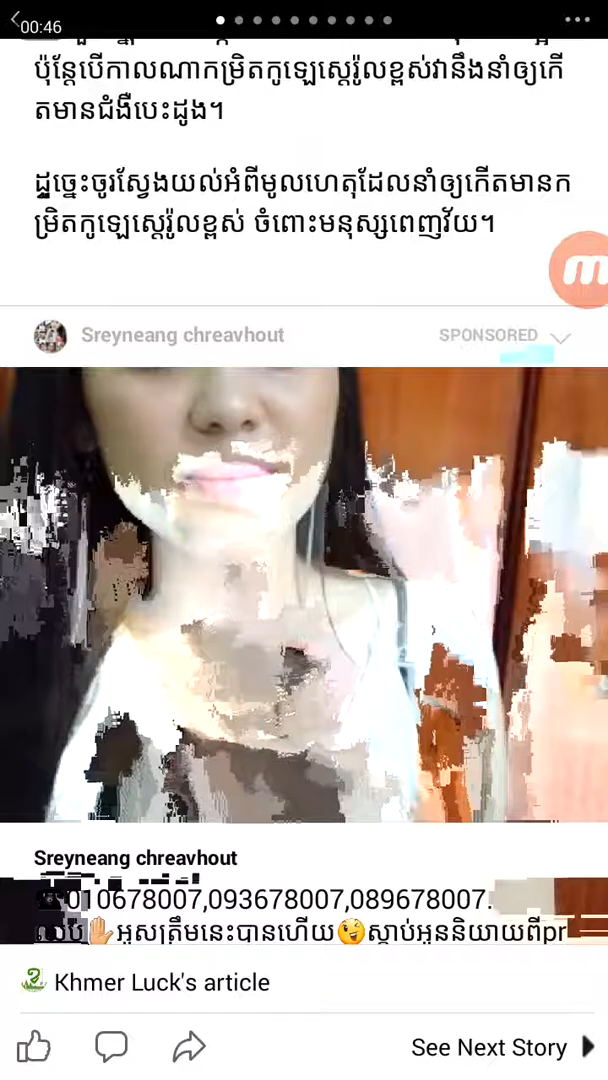 00:46
ប៉ុន្តែបើកាលណាកម្រិតកូឡេស្តេរ៉ូលខ្ពស់វានឹងនាំឲ្យកើ
តមានជំងឺបេះដូង។
ដូច្នេះចូរស្វែងយល់អំពីមូលហេតុដែលនាំឲ្យកើតមានក
ម្រិតកូឡេស្តេរ៉ូលខ្ពស់ ចំពោះមនុស្សពេញវ័យ។
Sreyneang chreavhout
SPONSORED
Sreyneang chreavhout
010678007,093678007,089678007.
អូសត្រឹមនេះបានហើយ😉ស្តាប់អូននិយាយពីpr
Khmer Luck's article
See Next Story